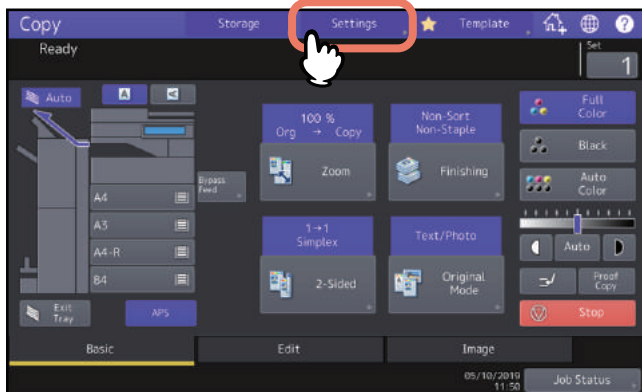 Copy Storage Settings Template ?
Ready
Set
1
Auto A A
A4
A3
A4-R
B4
Bypass
Feed
Exit
Tray
APS
100 %
Org → Copy
Zoom
Non-Sort
Non-Staple
Finishing
1→1
Simplex
2-Sided
Text/Photo
Original
Mode
Full
Color
Black
Auto
Color
Auto
Proof
Copy
Stop
Basic Edit Image
05/10/2019
11:50
Job Status